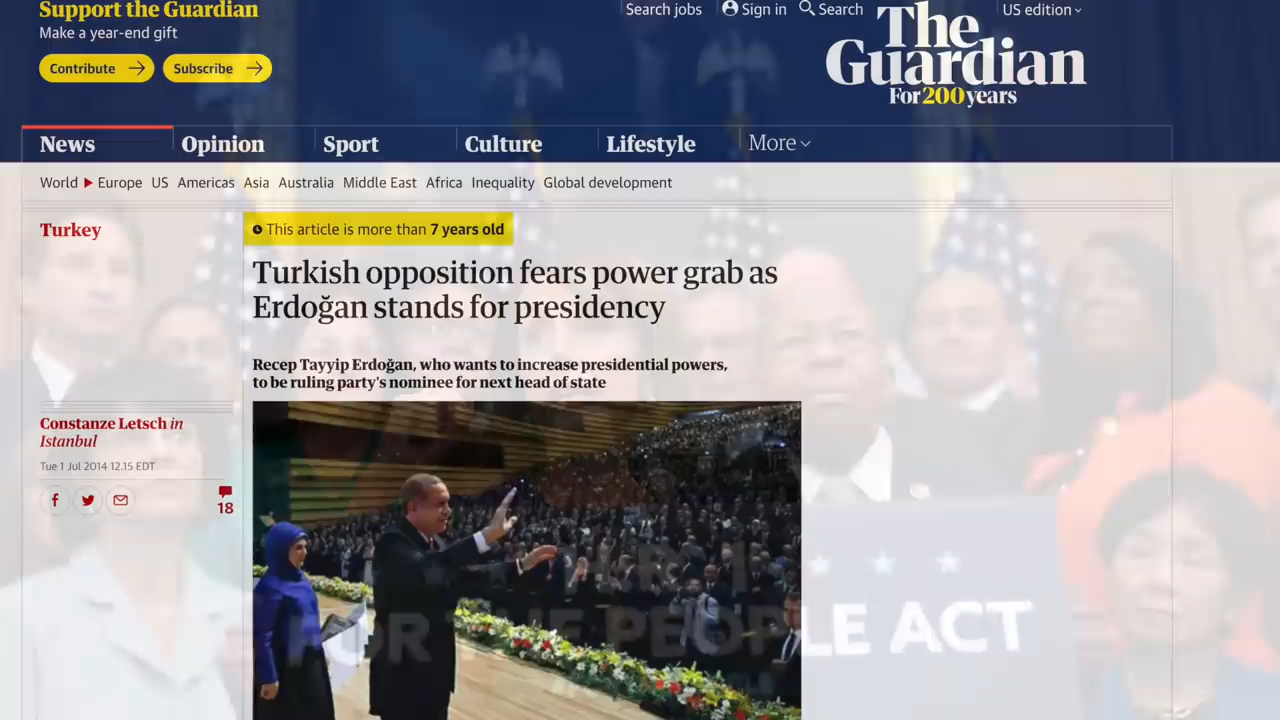 Support the Guardian
Make a year-end gift
Contribute
Subscribe
Search jobs
Sign in
Search
US edition
The
Guardian
For 200 years
News
Opinion
Sport
Culture
Lifestyle
More
World
Europe
US
Americas
Asia
Australia
Middle East
Africa
Inequality
Global development
Turkey
This article is more than 7 years old
Turkish opposition fears power grab as
Erdoğan stands for presidency
Recep Tayyip Erdoğan, who wants to increase presidential powers,
to be ruling party's nominee for next head of state
Constanze Letsch in
Istanbul
Tue 1 Jul 2014 12.15 EDT
18
FOR THE PEOPLE ACT